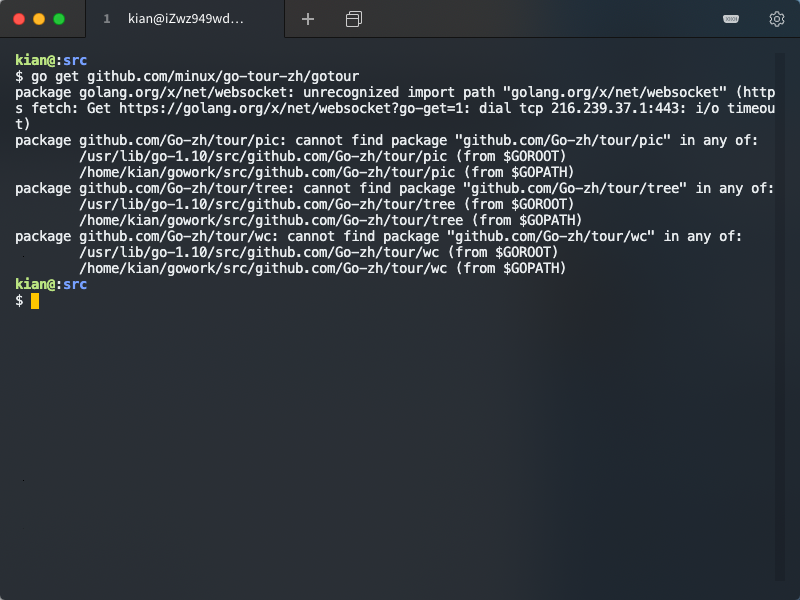 1 kian@iZwz949wd...
kian@:src
$ go get github.com/minux/go-tour-zh/gotour
package golang.org/x/net/websocket: unrecognized import path "golang.org/x/net/websocket" (http
s fetch: Get https://golang.org/x/net/websocket?go-get=1: dial tcp 216.239.37.1:443: i/o timeou
t)
package github.com/Go-zh/tour/pic: cannot find package "github.com/Go-zh/tour/pic" in any of:
/usr/lib/go-1.10/src/github.com/Go-zh/tour/pic (from $GOROOT)
/home/kian/gowork/src/github.com/Go-zh/tour/pic (from $GOPATH)
package github.com/Go-zh/tour/tree: cannot find package "github.com/Go-zh/tour/tree" in any of:
/usr/lib/go-1.10/src/github.com/Go-zh/tour/tree (from $GOROOT)
/home/kian/gowork/src/github.com/Go-zh/tour/tree (from $GOPATH)
package github.com/Go-zh/tour/wc: cannot find package "github.com/Go-zh/tour/wc" in any of:
/usr/lib/go-1.10/src/github.com/Go-zh/tour/wc (from $GOROOT)
/home/kian/gowork/src/github.com/Go-zh/tour/wc (from $GOPATH)
kian@:src
$